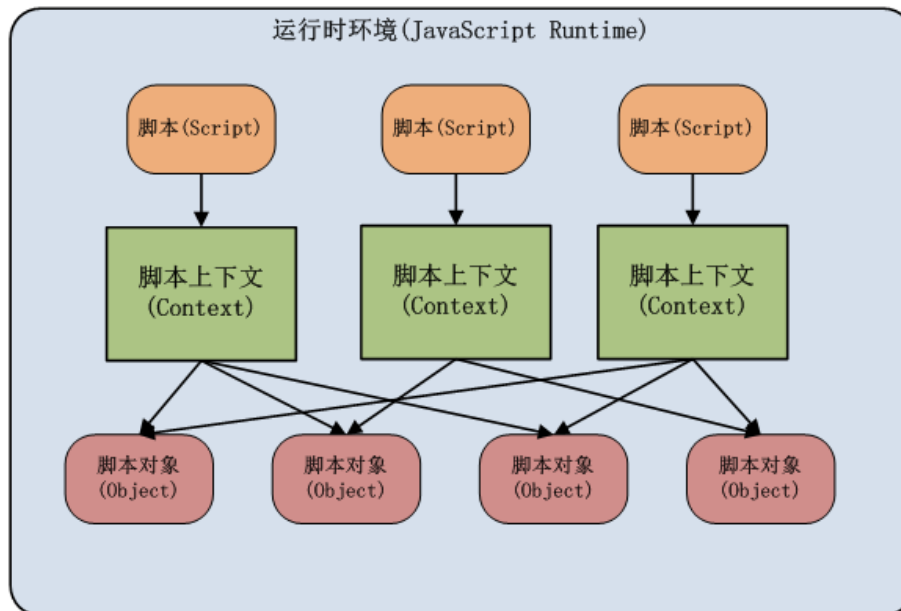 运行时环境(JavaScript Runtime)
脚本(Script)
脚本(Script)
脚本(Script)
脚本上下文
(Context)
脚本上下文
(Context)
脚本上下文
(Context)
脚本对象
(Object)
脚本对象
(Object)
脚本对象
(Object)
脚本对象
(Object)